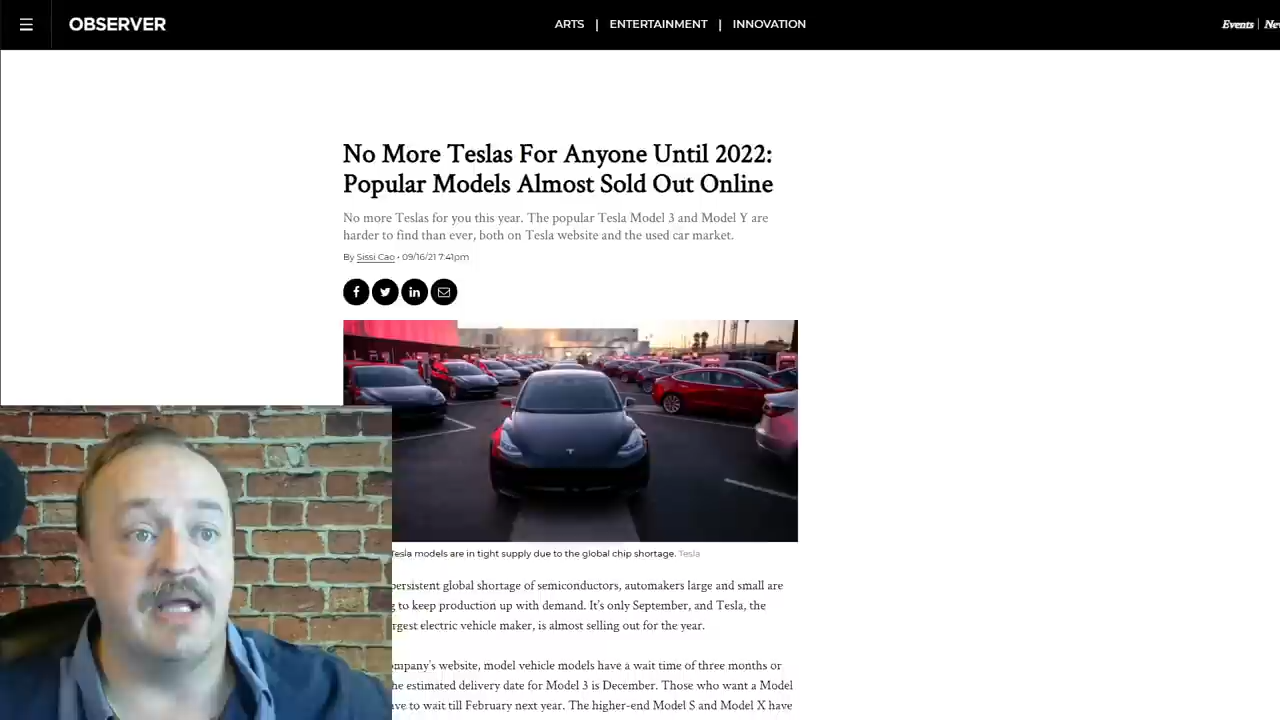 OBSERVER
ARTS | ENTERTAINMENT | INNOVATION
Events |
No More Teslas For Anyone Until 2022:
Popular Models Almost Sold Out Online
No more Teslas for you this year. The popular Tesla Model 3 and Model Y are
harder to find than ever, both on Tesla website and the used car market.
By Sissi Cao • 09/16/21 7:41pm
Tesla models are in tight supply due to the global chip shortage. Tesla
persistent global shortage of semiconductors, automakers large and small are
to keep production up with demand. It's only September, and Tesla, the
electric vehicle maker, is almost selling out for the year.
website, model vehicle models have a wait time of three months or
estimated delivery date for Model 3 is December. Those who want a Model
to wait till February next year. The higher-end Model S and Model X have